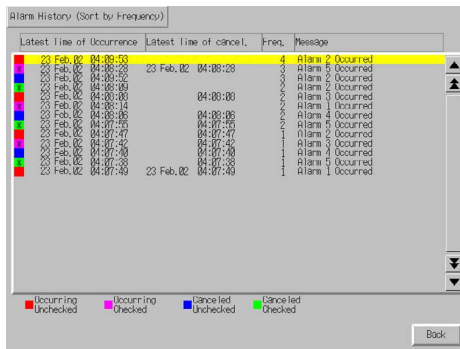 Alarm History (Sort by Frequency)
Latest Time of Occurrence Latest Time of cancel. Freq. Message
23 Feb.02 04:09:53 4 Alarm 2 Occurred
23 Feb.02 04:08:28 23 Feb.02 04:08:28 3 Alarm 5 Occurred
23 Feb.02 04:09:52 3 Alarm 2 Occurred
23 Feb.02 04:08:09 2 Alarm 2 Occurred
23 Feb.02 04:08:08 04:08:08 2 Alarm 3 Occurred
23 Feb.02 04:08:14 2 Alarm 1 Occurred
23 Feb.02 04:08:06 04:08:06 2 Alarm 4 Occurred
23 Feb.02 04:07:55 04:07:55 2 Alarm 5 Occurred
23 Feb.02 04:07:47 04:07:47 1 Alarm 2 Occurred
23 Feb.02 04:07:42 04:07:42 1 Alarm 3 Occurred
23 Feb.02 04:07:40 04:07:40 1 Alarm 4 Occurred
23 Feb.02 04:07:38 04:07:38 1 Alarm 5 Occurred
23 Feb.02 04:07:49 23 Feb.02 04:07:49 1 Alarm 1 Occurred
Occurring Unchecked
Occurring Checked
Canceled Unchecked
Canceled Checked
Back